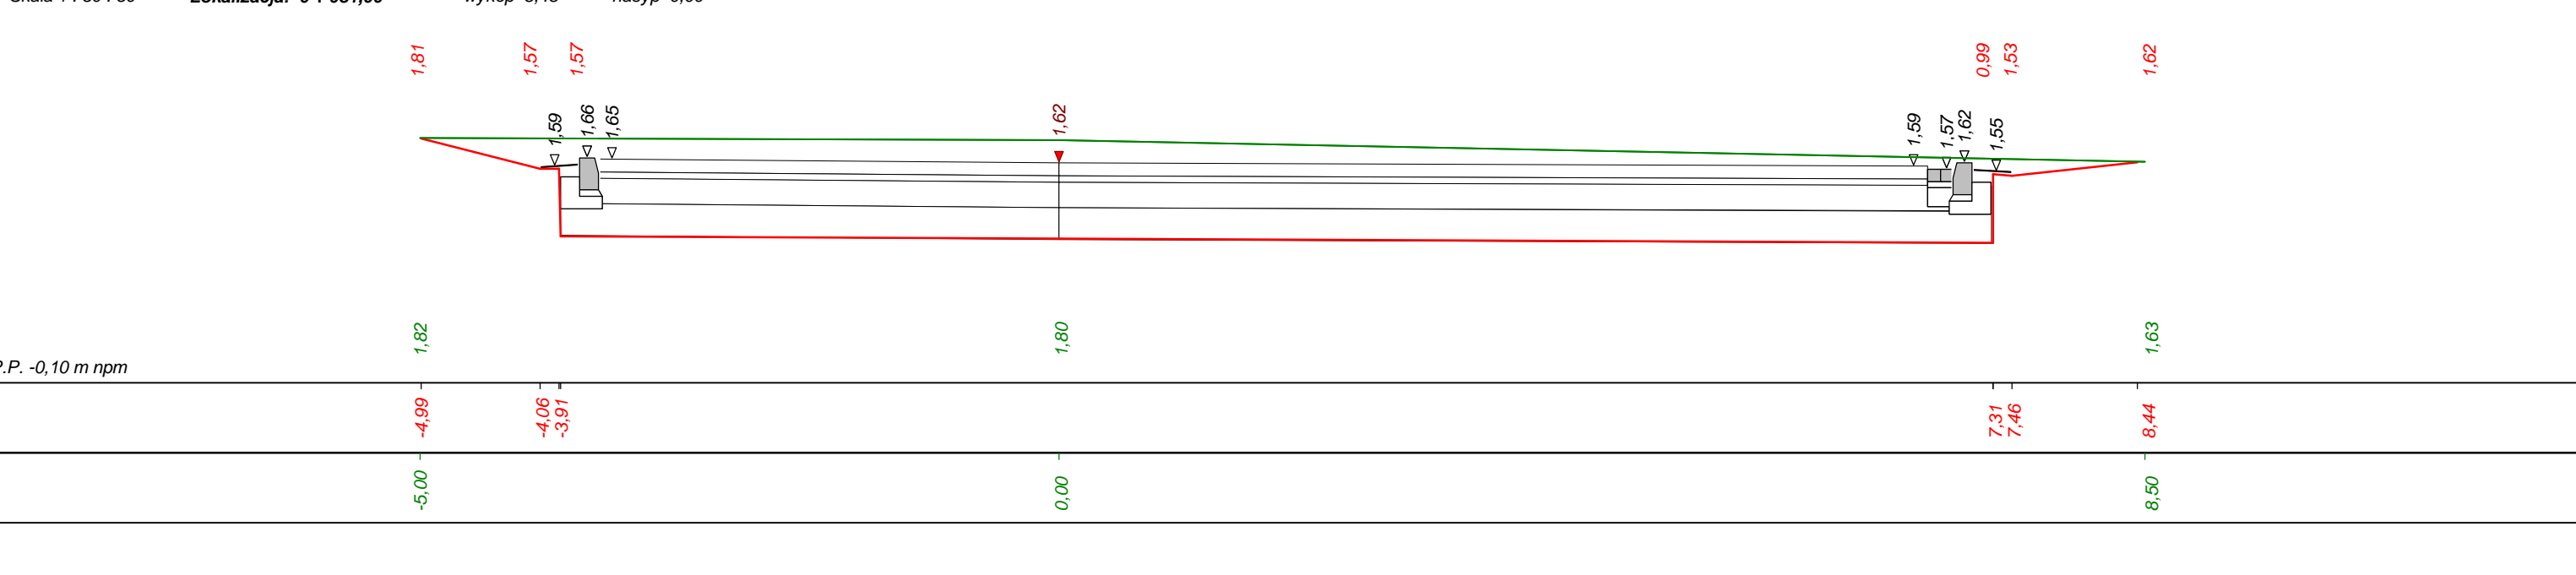 1,81 1,57 1,57 0,99 1,53 1,62
1,59 1,66 1,65 1,62 1,59 1,57 1,62 1,55
1,82 1,80 1,63
P.P. -0,10 m npm
-4,99 -4,06 -3,91 7,31 7,46 8,44
-5,00 0,00 8,50